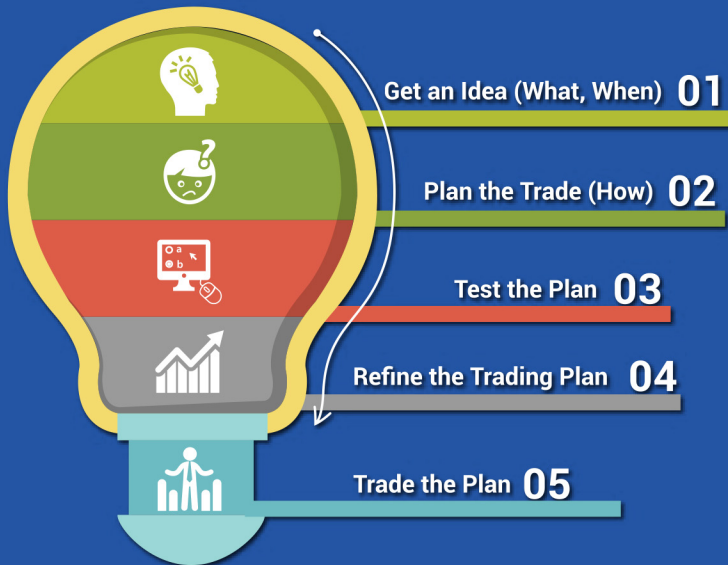 Get an Idea (What, When) 01
?
Plan the Trade (How) 02
a
b
Test the Plan 03
Refine the Trading Plan 04
Trade the Plan 05